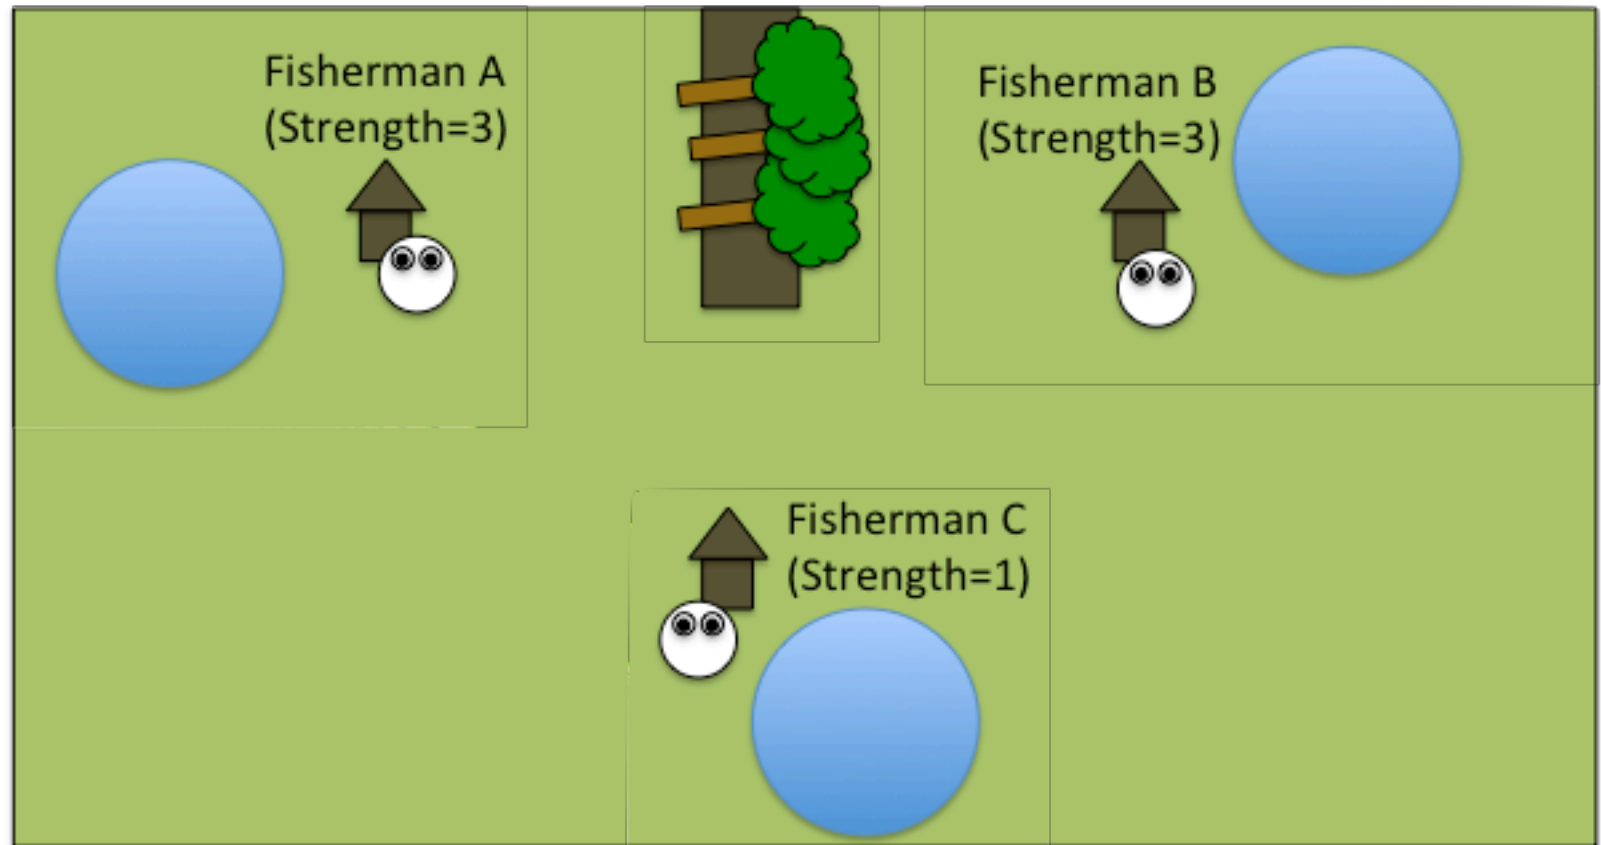 Fisherman A
(Strength=3)
Fisherman B
(Strength=3)
Fisherman C
(Strength=1)